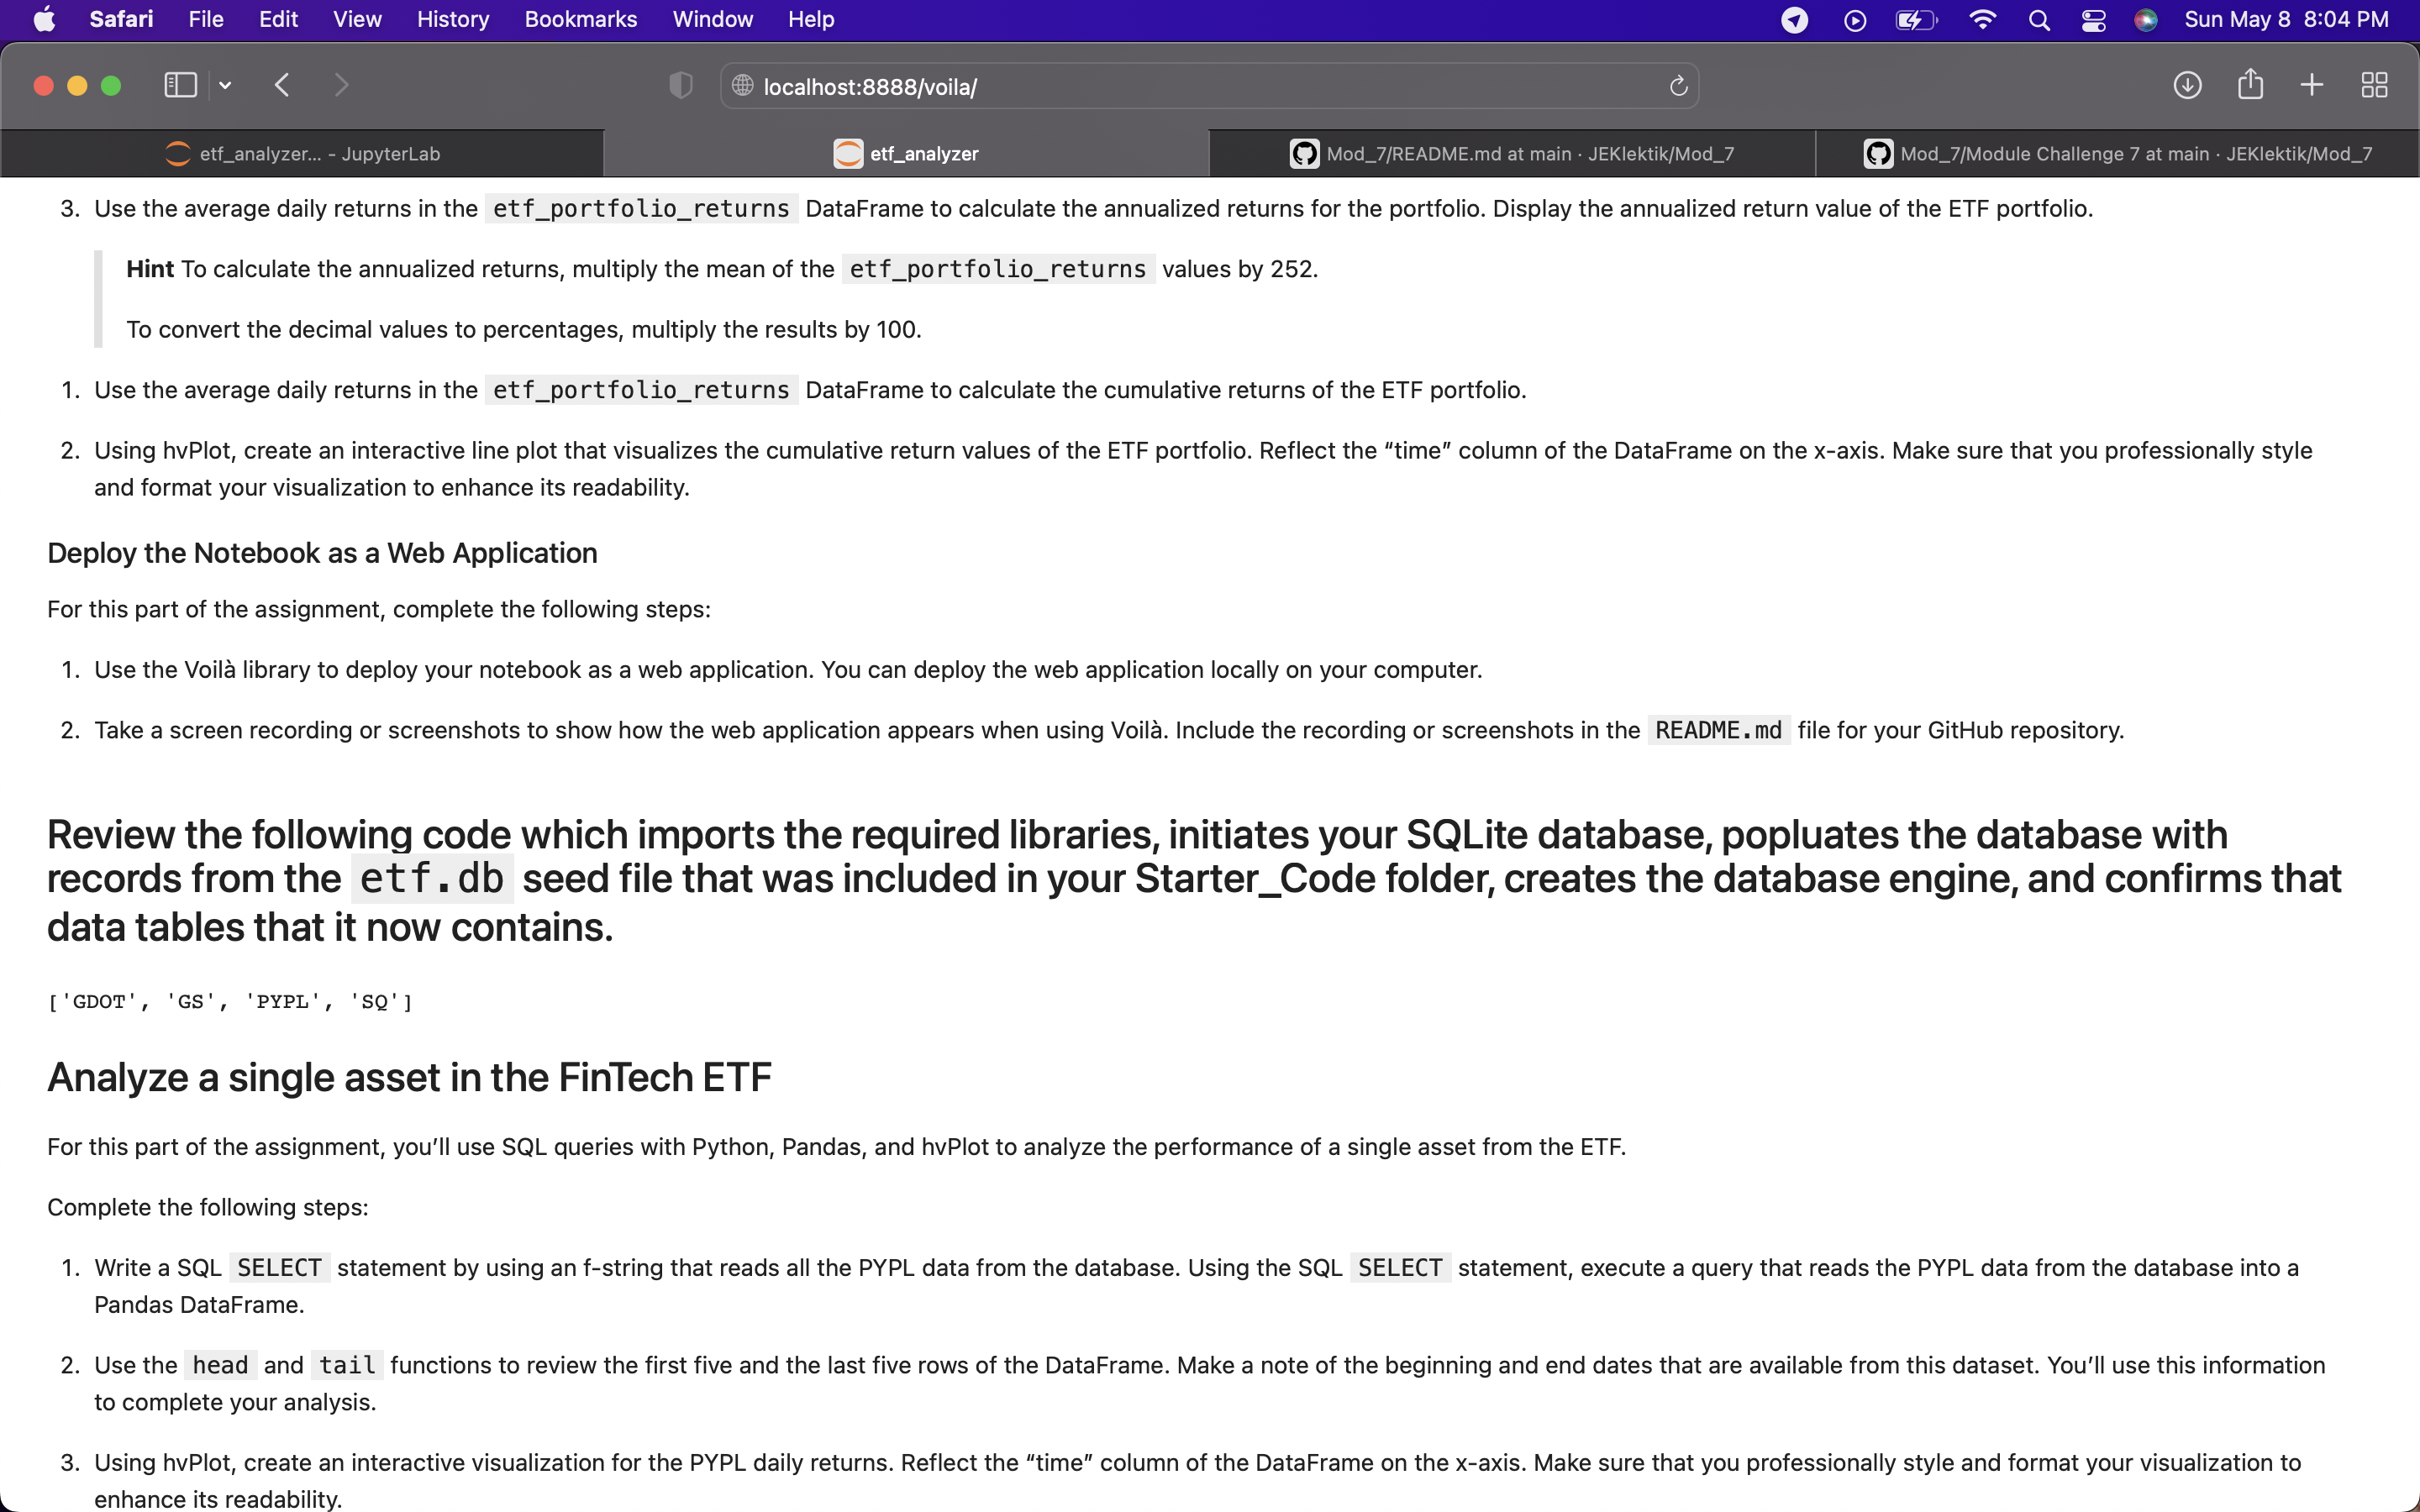 Safari File Edit View History Bookmarks Window Help Sun May 8 8:04 PM
localhost:8888/voila/
etf_analyzer... - JupyterLab etf_analyzer Mod_7/README.md at main · JEKlektik/Mod_7 Mod_7/Module Challenge 7 at main · JEKlektik/Mod_7
3. Use the average daily returns in the etf_portfolio_returns DataFrame to calculate the annualized returns for the portfolio. Display the annualized return value of the ETF portfolio.
Hint To calculate the annualized returns, multiply the mean of the etf_portfolio_returns values by 252.
To convert the decimal values to percentages, multiply the results by 100.
1. Use the average daily returns in the etf_portfolio_returns DataFrame to calculate the cumulative returns of the ETF portfolio.
2. Using hvPlot, create an interactive line plot that visualizes the cumulative return values of the ETF portfolio. Reflect the “time” column of the DataFrame on the x-axis. Make sure that you professionally style
and format your visualization to enhance its readability.
Deploy the Notebook as a Web Application
For this part of the assignment, complete the following steps:
1. Use the Voilà library to deploy your notebook as a web application. You can deploy the web application locally on your computer.
2. Take a screen recording or screenshots to show how the web application appears when using Voilà. Include the recording or screenshots in the README.md file for your GitHub repository.
Review the following code which imports the required libraries, initiates your SQLite database, popluates the database with
records from the etf.db seed file that was included in your Starter_Code folder, creates the database engine, and confirms that
data tables that it now contains.
['GDOT', 'GS', 'PYPL', 'SQ']
Analyze a single asset in the FinTech ETF
For this part of the assignment, you’ll use SQL queries with Python, Pandas, and hvPlot to analyze the performance of a single asset from the ETF.
Complete the following steps:
1. Write a SQL SELECT statement by using an f-string that reads all the PYPL data from the database. Using the SQL SELECT statement, execute a query that reads the PYPL data from the database into a
Pandas DataFrame.
2. Use the head and tail functions to review the first five and the last five rows of the DataFrame. Make a note of the beginning and end dates that are available from this dataset. You’ll use this information
to complete your analysis.
3. Using hvPlot, create an interactive visualization for the PYPL daily returns. Reflect the “time” column of the DataFrame on the x-axis. Make sure that you professionally style and format your visualization to
enhance its readability.